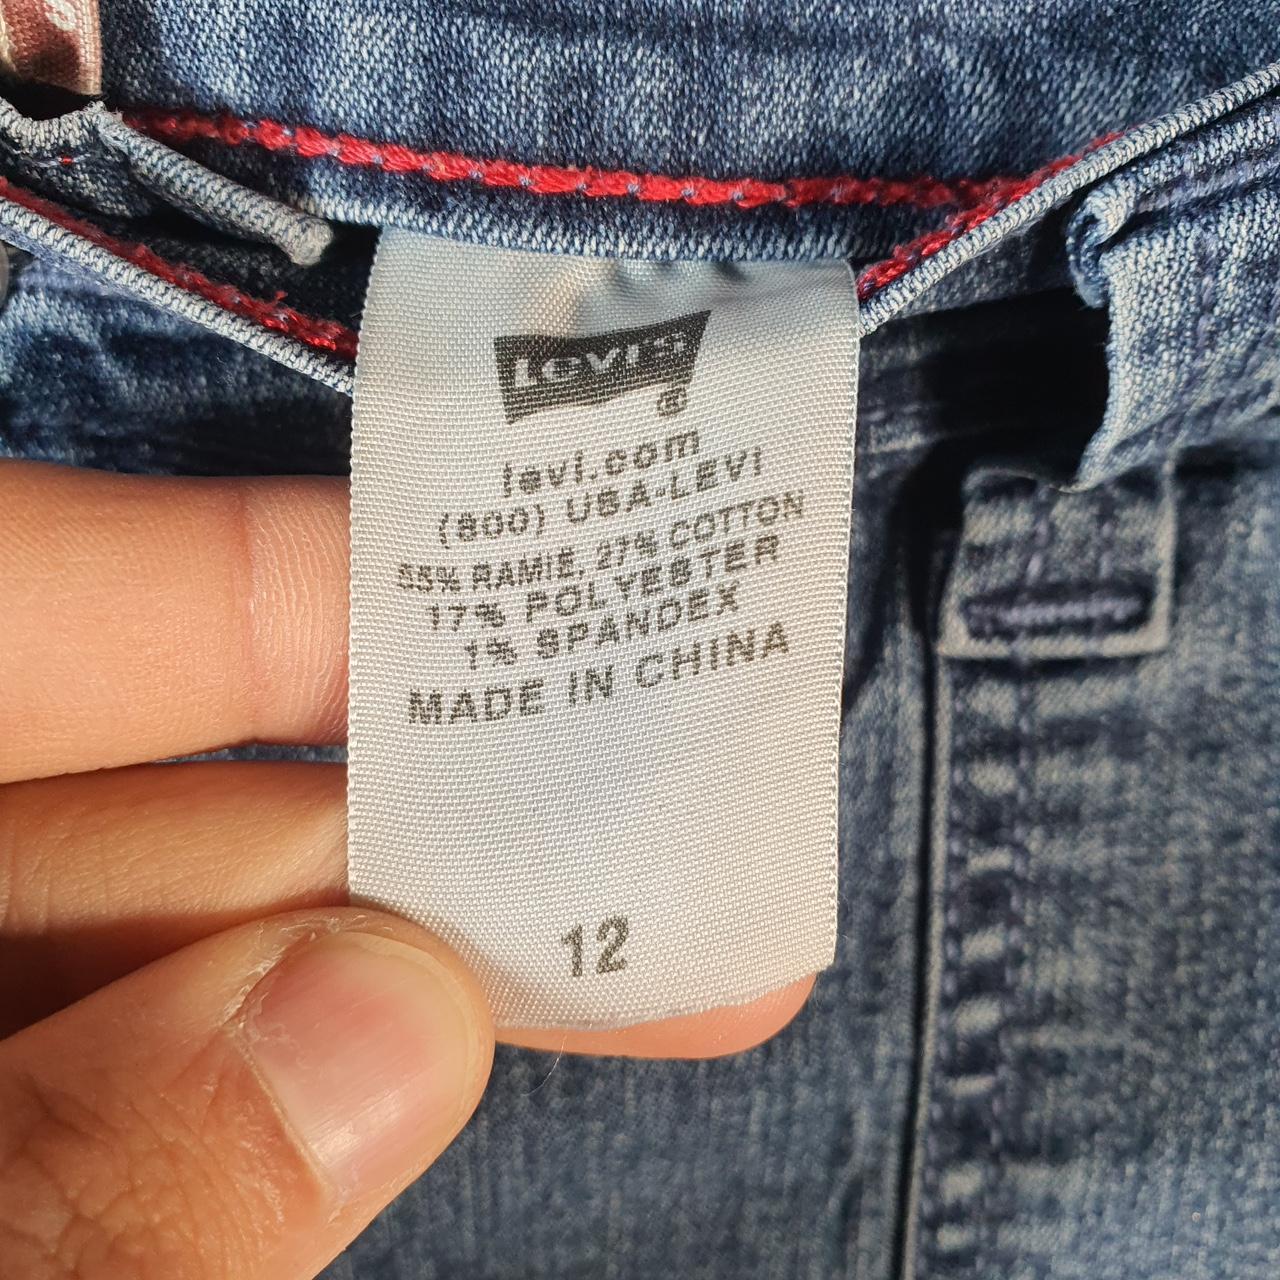 Levi's
®
levi.com
(800) USA-LEVI
55% RAMIE, 27% COTTON
17% POLYESTER
1% SPANDEX
MADE IN CHINA
12